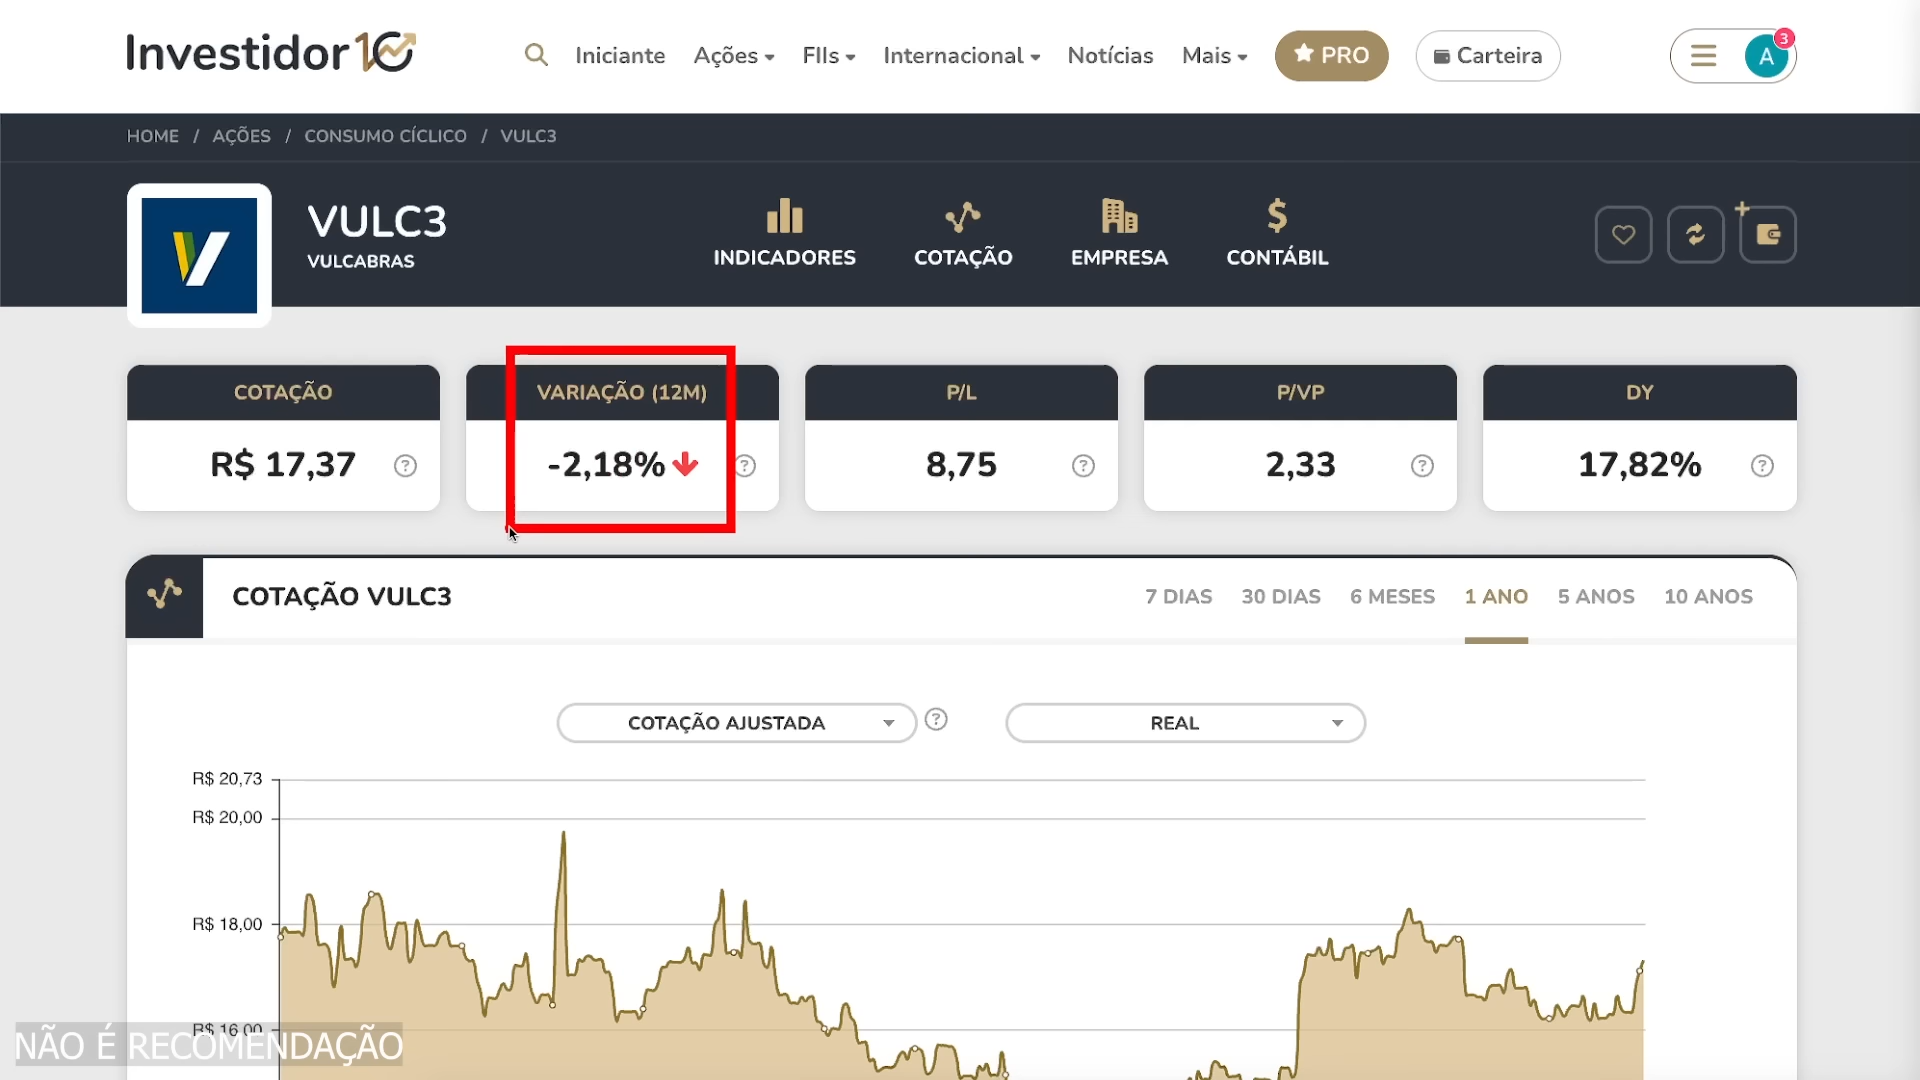 Investidor10
Iniciante Ações FIIs Internacional Notícias Mais PRO Carteira A 3
HOME / AÇÕES / CONSUMO CÍCLICO / VULC3
VULC3
VULCABRAS
INDICADORES COTAÇÃO EMPRESA CONTÁBIL
COTAÇÃO
R$ 17,37 ?
VARIAÇÃO (12M)
-2,18% ?
P/L
8,75 ?
P/VP
2,33 ?
DY
17,82% ?
COTAÇÃO VULC3
7 DIAS 30 DIAS 6 MESES 1 ANO 5 ANOS 10 ANOS
COTAÇÃO AJUSTADA ? REAL
R$ 20,73
R$ 20,00
R$ 18,00
R$ 16,00
NÃO É RECOMENDAÇÃO